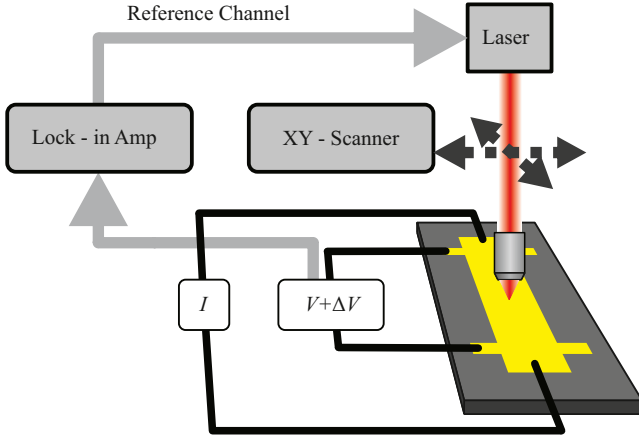 Reference Channel
Laser
Lock - in Amp
XY - Scanner
I
V+ΔV